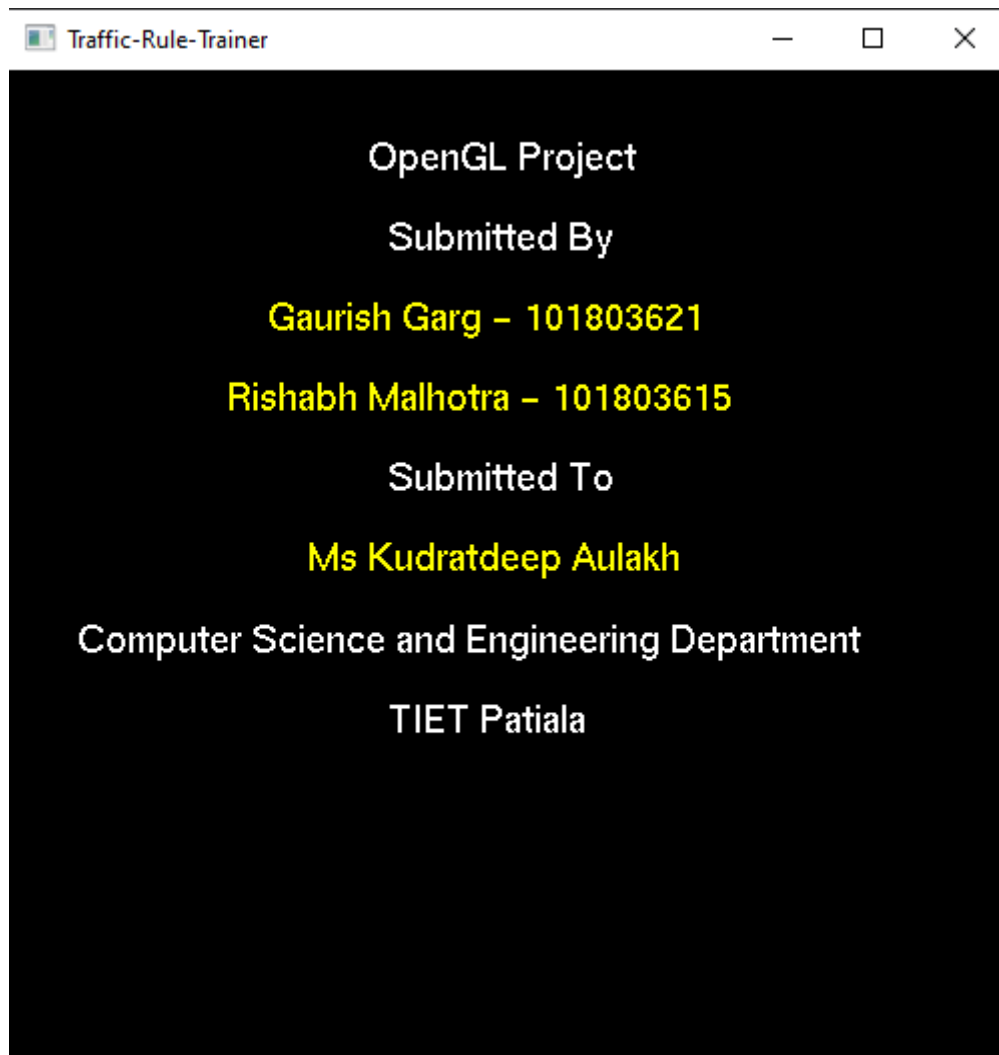 Traffic-Rule-Trainer
OpenGL Project
Submitted By
Gaurish Garg – 101803621
Rishabh Malhotra – 101803615
Submitted To
Ms Kudratdeep Aulakh
Computer Science and Engineering Department
TIET Patiala